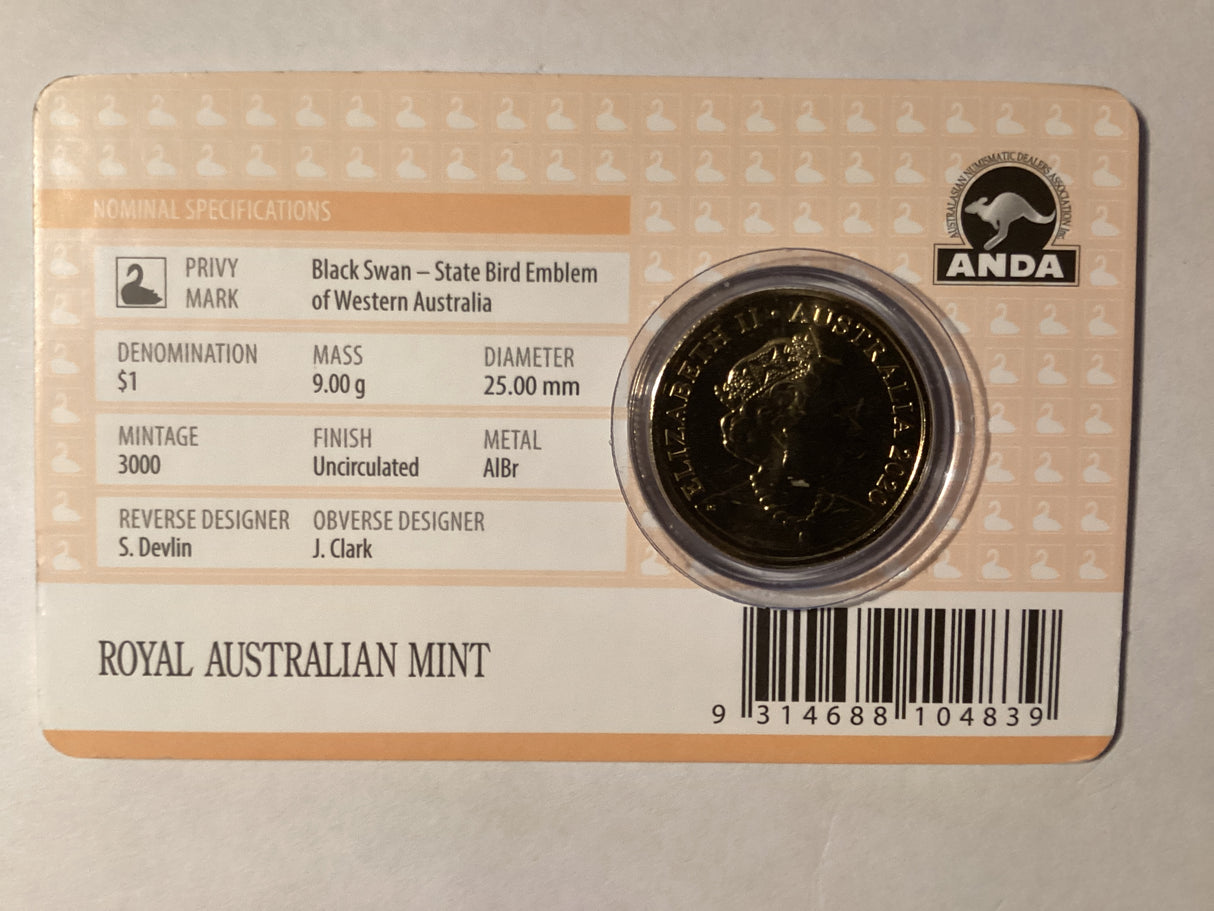 NOMINAL SPECIFICATIONS
PRIVY
MARK
Black Swan – State Bird Emblem
of Western Australia
DENOMINATION
$1
MASS
9.00 g
DIAMETER
25.00 mm
MINTAGE
3000
FINISH
Uncirculated
METAL
AlBr
REVERSE DESIGNER
S. Devlin
OBVERSE DESIGNER
J. Clark
AUSTRALASIAN NUMISMATIC DEALERS ASSOCIATION Inc.
ANDA
ELIZABETH II · AUSTRALIA 2020
ROYAL AUSTRALIAN MINT
9 314688 104839